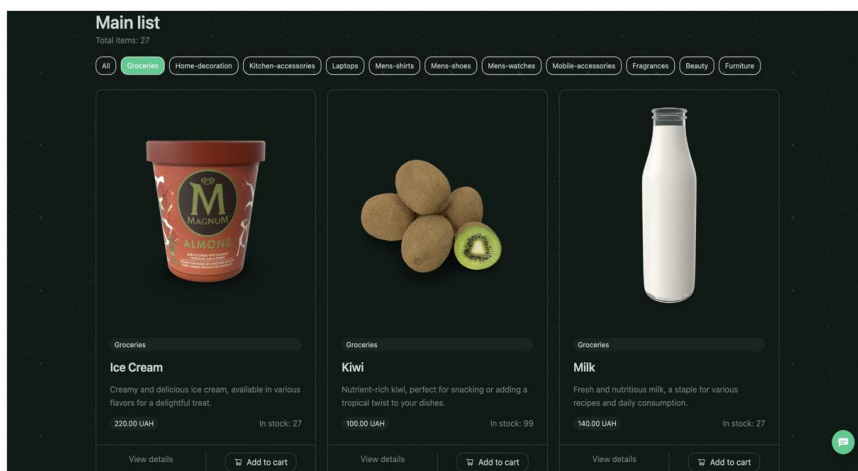 Main list
Total items: 27
All
Groceries
Home-decoration
Kitchen-accessories
Laptops
Mens-shirts
Mens-shoes
Mens-watches
Mobile-accessories
Fragrances
Beauty
Furniture
M
MAGNUM
ALMOND
Groceries
Ice Cream
Creamy and delicious ice cream, available in various
flavors for a delightful treat.
220.00 UAH
In stock: 27
View details
Add to cart
Groceries
Kiwi
Nutrient-rich kiwi, perfect for snacking or adding a
tropical twist to your dishes.
100.00 UAH
In stock: 99
View details
Add to cart
Groceries
Milk
Fresh and nutritious milk, a staple for various
recipes and daily consumption.
140.00 UAH
In stock: 27
View details
Add to cart